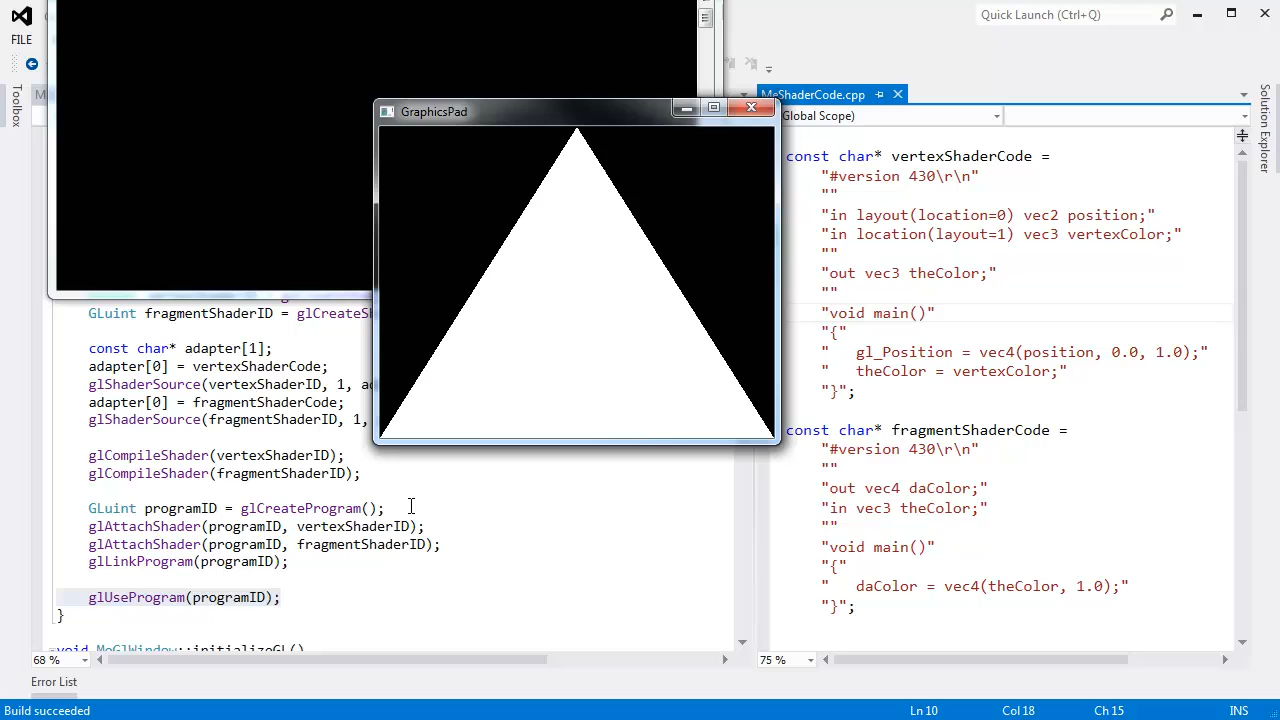 Quick Launch (Ctrl+Q)
FILE
Toolbox
GraphicsPad
MeShaderCode.cpp
Global Scope)
Solution Explorer
const char* vertexShaderCode =
"#version 430\r\n"
""
"in layout(location=0) vec2 position;"
"in location(layout=1) vec3 vertexColor;"
""
"out vec3 theColor;"
""
"void main()"
"{"
"   gl_Position = vec4(position, 0.0, 1.0);"
"   theColor = vertexColor;"
"}";
const char* fragmentShaderCode =
"#version 430\r\n"
""
"out vec4 daColor;"
"in vec3 theColor;"
""
"void main()"
"{"
"   daColor = vec4(theColor, 1.0);"
"}";
GLuint fragmentShaderID = glCreateSh
const char* adapter[1];
adapter[0] = vertexShaderCode;
glShaderSource(vertexShaderID, 1, ad
adapter[0] = fragmentShaderCode;
glShaderSource(fragmentShaderID, 1,
glCompileShader(vertexShaderID);
glCompileShader(fragmentShaderID);
GLuint programID = glCreateProgram();
glAttachShader(programID, vertexShaderID);
glAttachShader(programID, fragmentShaderID);
glLinkProgram(programID);
glUseProgram(programID);
}
void MeGlWindow::initializeGL()
68 %
75 %
Error List
Build succeeded
Ln 10
Col 18
Ch 15
INS